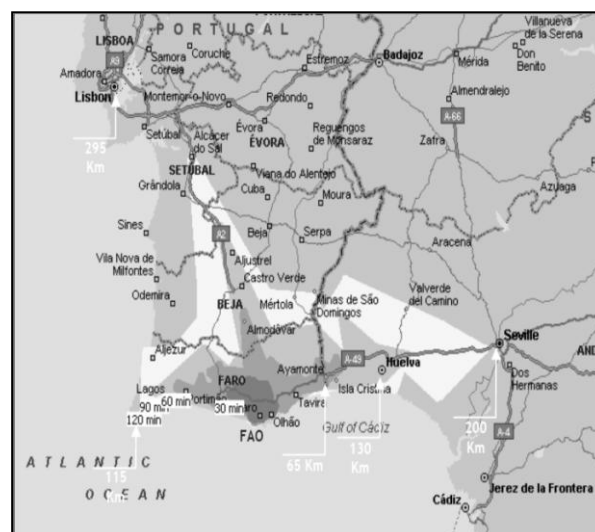 PORTUGAL
Villanueva de la Serena
LISBOA
Samora Correia
Coruche
Estremoz
Badajoz
Mérida
Don Benito
A9
Amadora
Lisbon
Montemor-o-Novo
Redondo
Almendralejo
A-66
Évora
ÉVORA
Reguengos de Monsaraz
Setúbal
295 Km
Alcácer do Sal
Zafra
SETÚBAL
Viana do Alentejo
Grândola
Cuba
Moura
Azuaga
Sines
A2
Beja
Serpa
Aracena
Aljustrel
Vila Nova de Milfontes
Castro Verde
Odemira
BEJA
Mértola
Minas de São Domingos
Valverde del Camino
Almodôvar
Seville
AND
Aljezur
A-49
Huelva
Ayamonte
Dos Hermanas
FARO
Isla Cristina
Lagos
60 min
90 min
30 min
120 min
Tavira
Olhão
FAO
Gulf of Cádiz
200 Km
A-4
65 Km
130 Km
115 Km
ATLANTIC OCEAN
Jerez de la Frontera
Cádiz